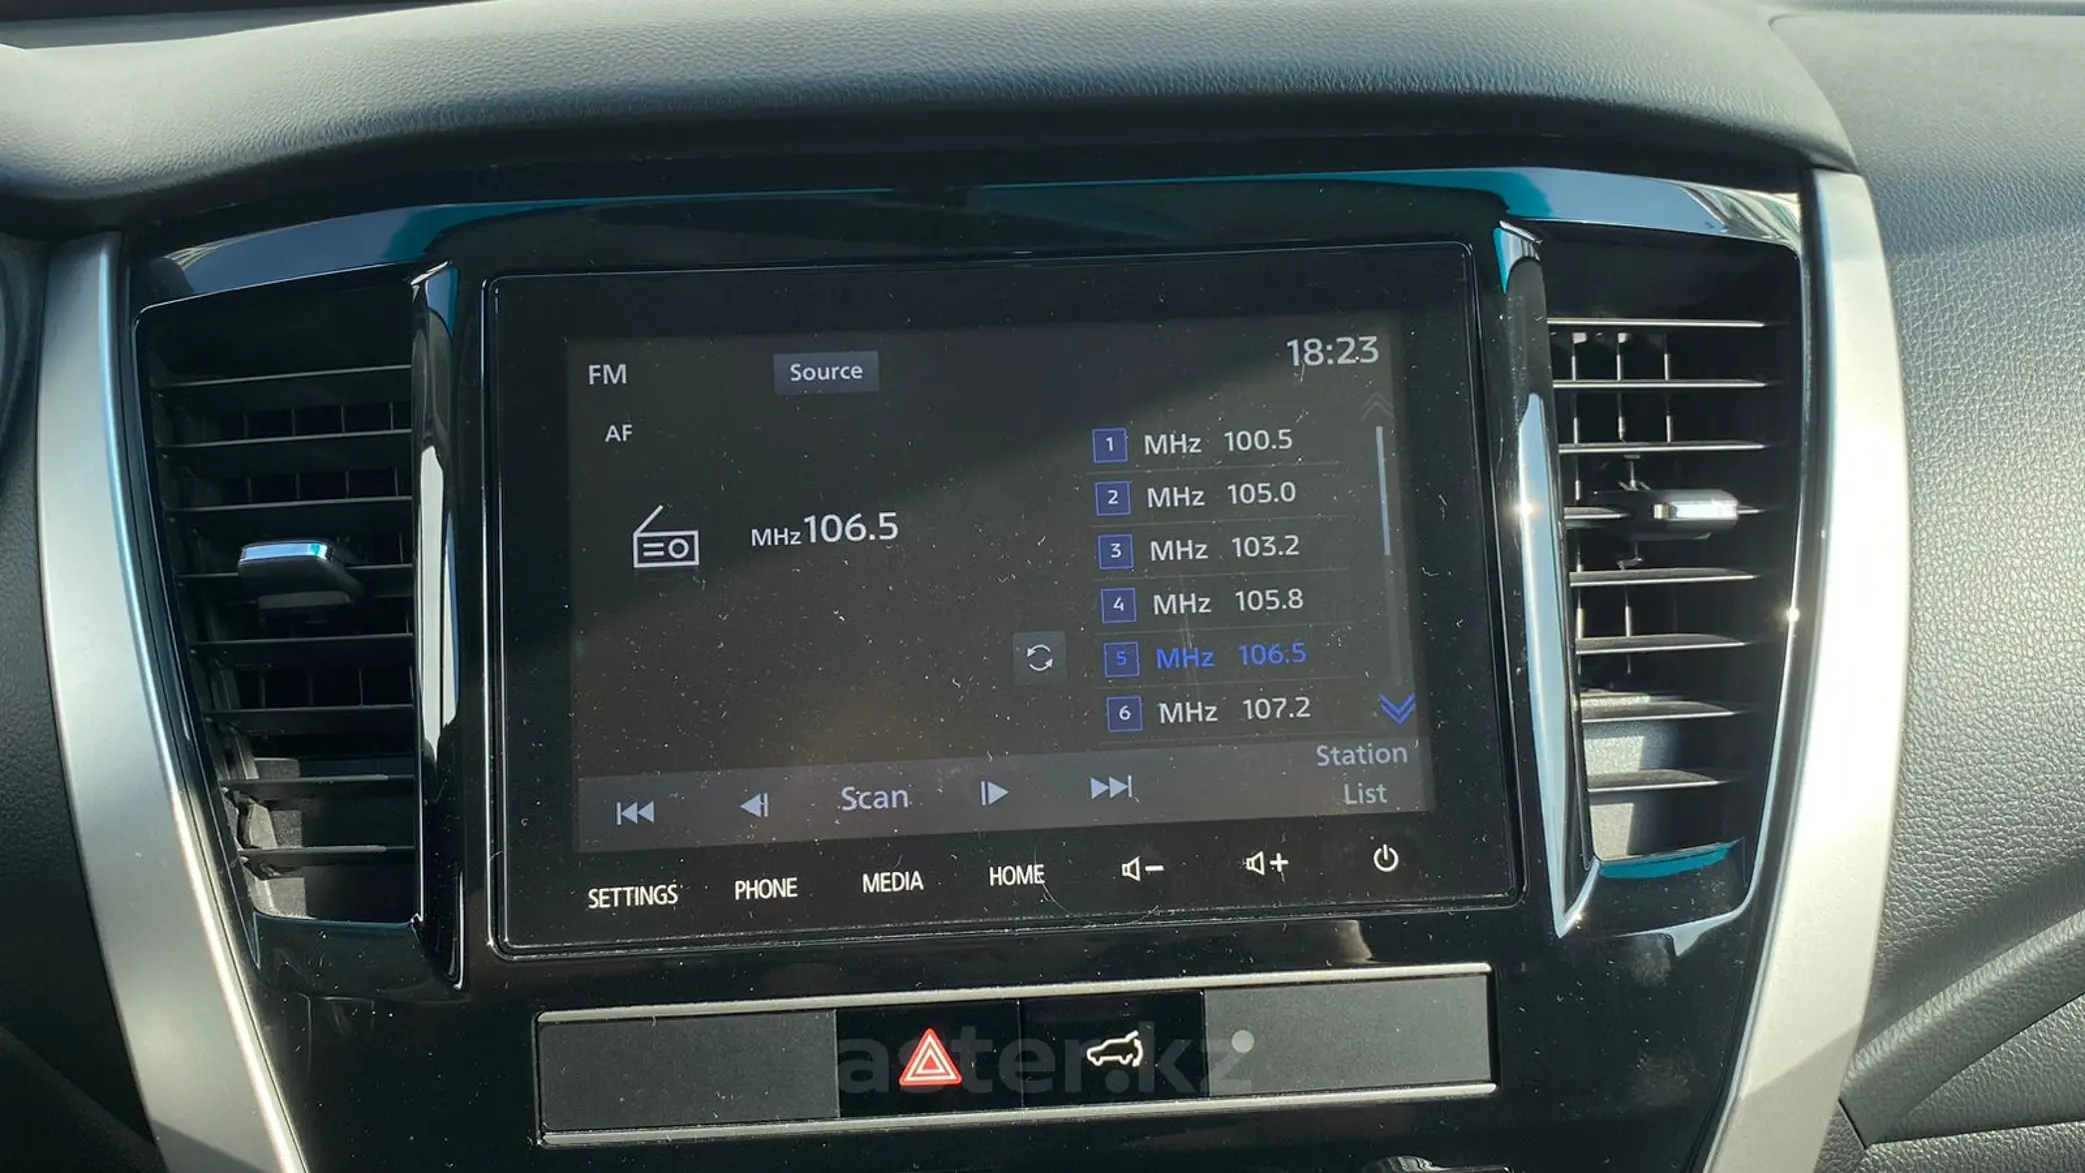 FM
Source
18:23
AF
MHz 106.5
1 MHz 100.5
2 MHz 105.0
3 MHz 103.2
4 MHz 105.8
5 MHz 106.5
6 MHz 107.2
Scan
Station
List
SETTINGS
PHONE
MEDIA
HOME
aster.kz